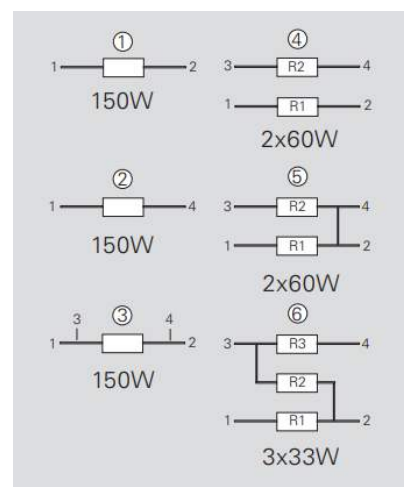 ① ④
1 2 3 R2 4
150W 1 R1 2
2x60W
② ⑤
1 4 3 R2 4
150W 1 R1 2
2x60W
③ ⑥
3 4
1 2 3 R3 4
150W R2
1 R1 2
3x33W